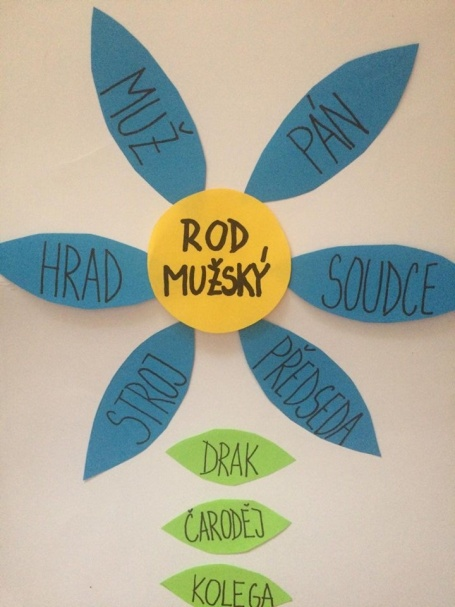 MUŽ
PÁN
HRAD
ROD
MUŽSKÝ
SOUDCE
STROJ
PŘEDSEDA
DRAK
ČARODĚJ
KOLEGA